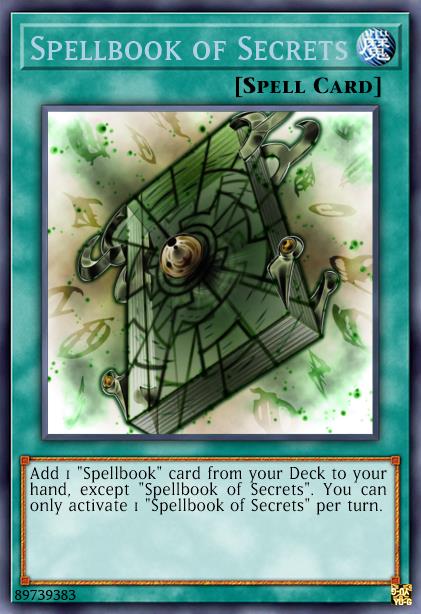 Spellbook of Secrets
魔
[Spell Card]
Add 1 "Spellbook" card from your Deck to your
hand, except "Spellbook of Secrets". You can
only activate 1 "Spellbook of Secrets" per turn.
89739383